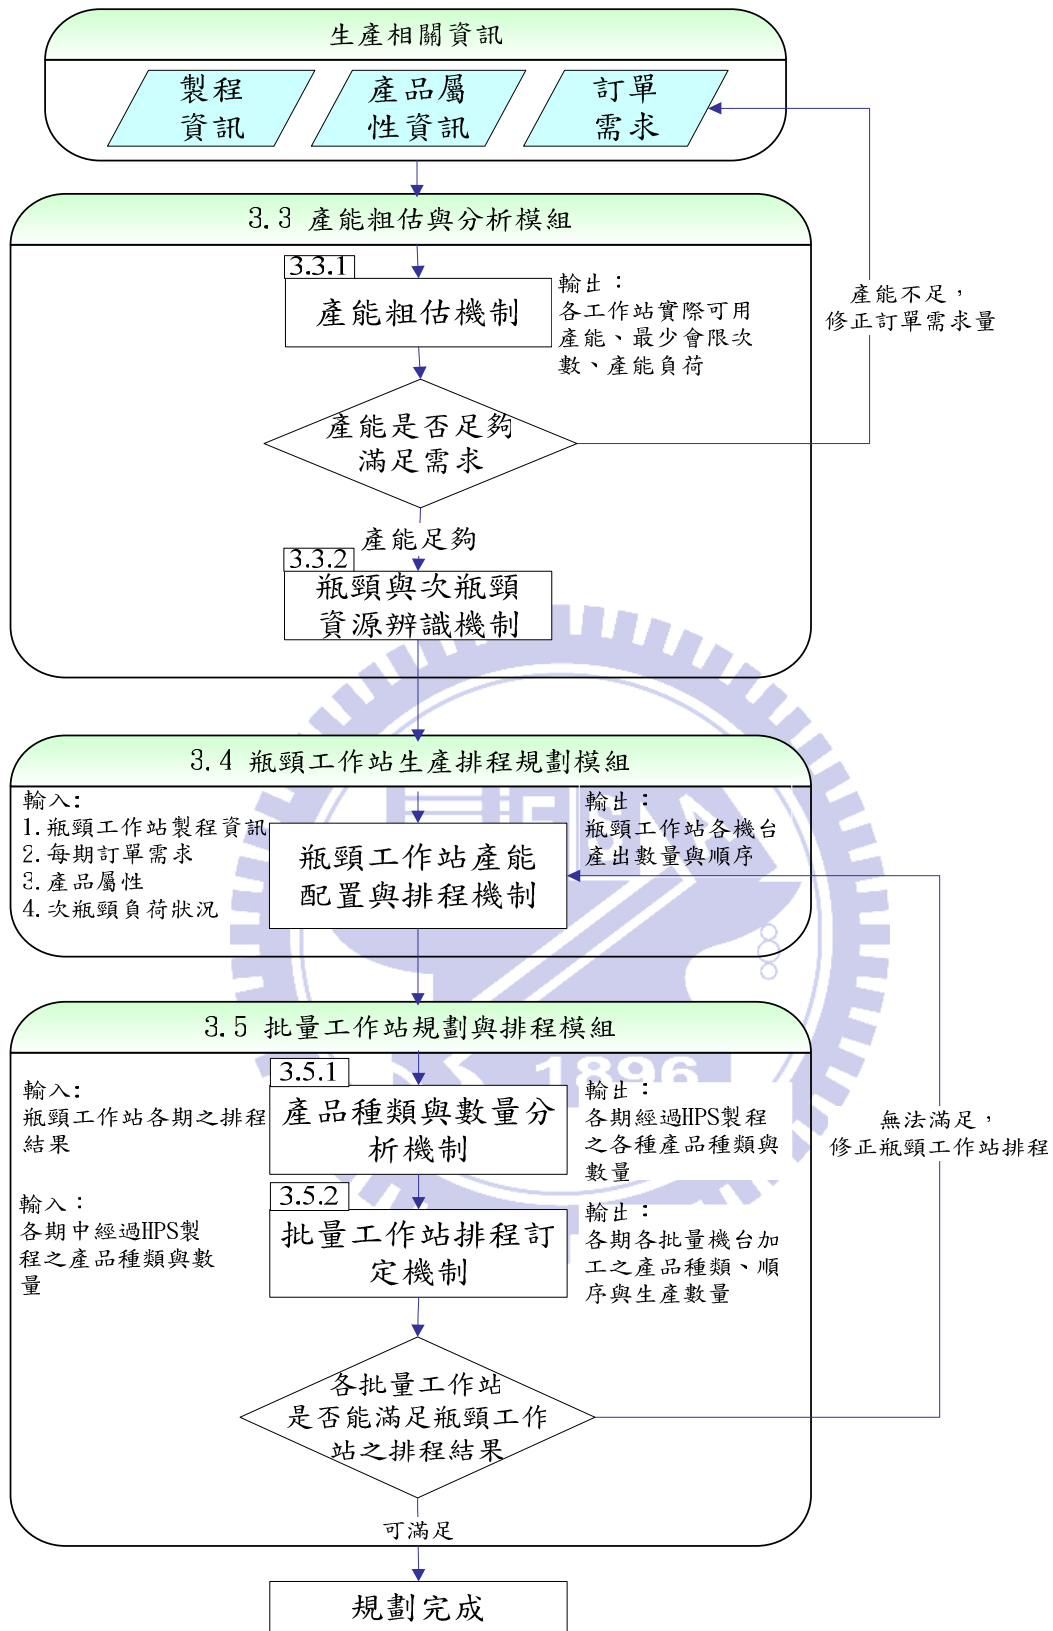 生產相關資訊
製程
資訊
產品屬
性資訊
訂單
需求
3.3 產能粗估與分析模組
3.3.1
產能粗估機制
輸出：
各工作站實際可用
產能、最少會限次
數、產能負荷
產能不足，
修正訂單需求量
產能是否足夠
滿足需求
產能足夠
3.3.2
瓶頸與次瓶頸
資源辨識機制
3.4 瓶頸工作站生產排程規劃模組
輸入:
1.瓶頸工作站製程資訊
2.每期訂單需求
3.產品屬性
4.次瓶頸負荷狀況
瓶頸工作站產能
配置與排程機制
輸出：
瓶頸工作站各機台
產出數量與順序
3.5 批量工作站規劃與排程模組
輸入:
瓶頸工作站各期之排程
結果
3.5.1
產品種類與數量分
析機制
輸出：
各期經過HPS製程
之各種產品種類與
數量
無法滿足，
修正瓶頸工作站排程
輸入：
各期中經過HPS製
程之產品種類與數
量
3.5.2
批量工作站排程訂
定機制
輸出：
各期各批量機台加
工之產品種類、順
序與生產數量
各批量工作站
是否能滿足瓶頸工作
站之排程結果
可滿足
規劃完成
1896